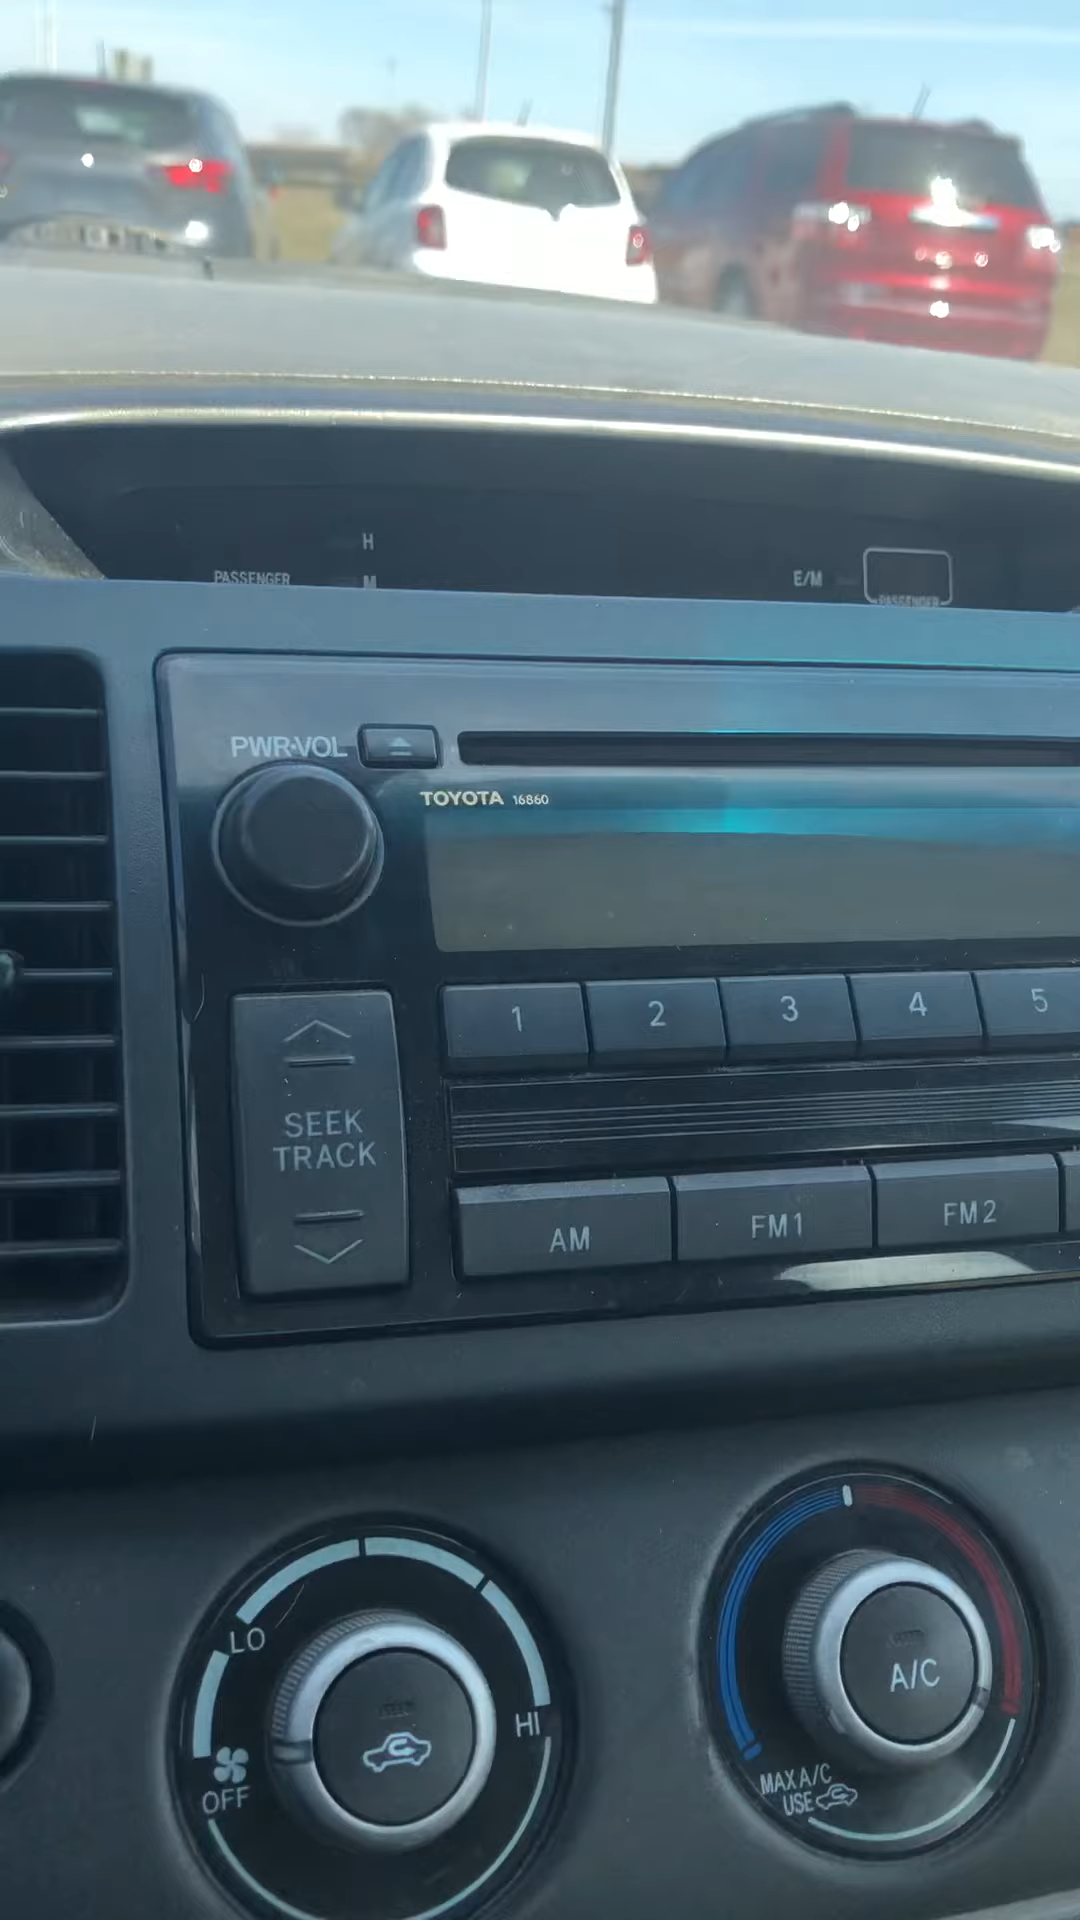 H
PASSENGER M
E/M
PASSENGER
PWR·VOL
TOYOTA 16860
1 2 3 4 5
SEEK
TRACK
AM FM1 FM2
LO
HI
OFF
A/C
MAX A/C
USE